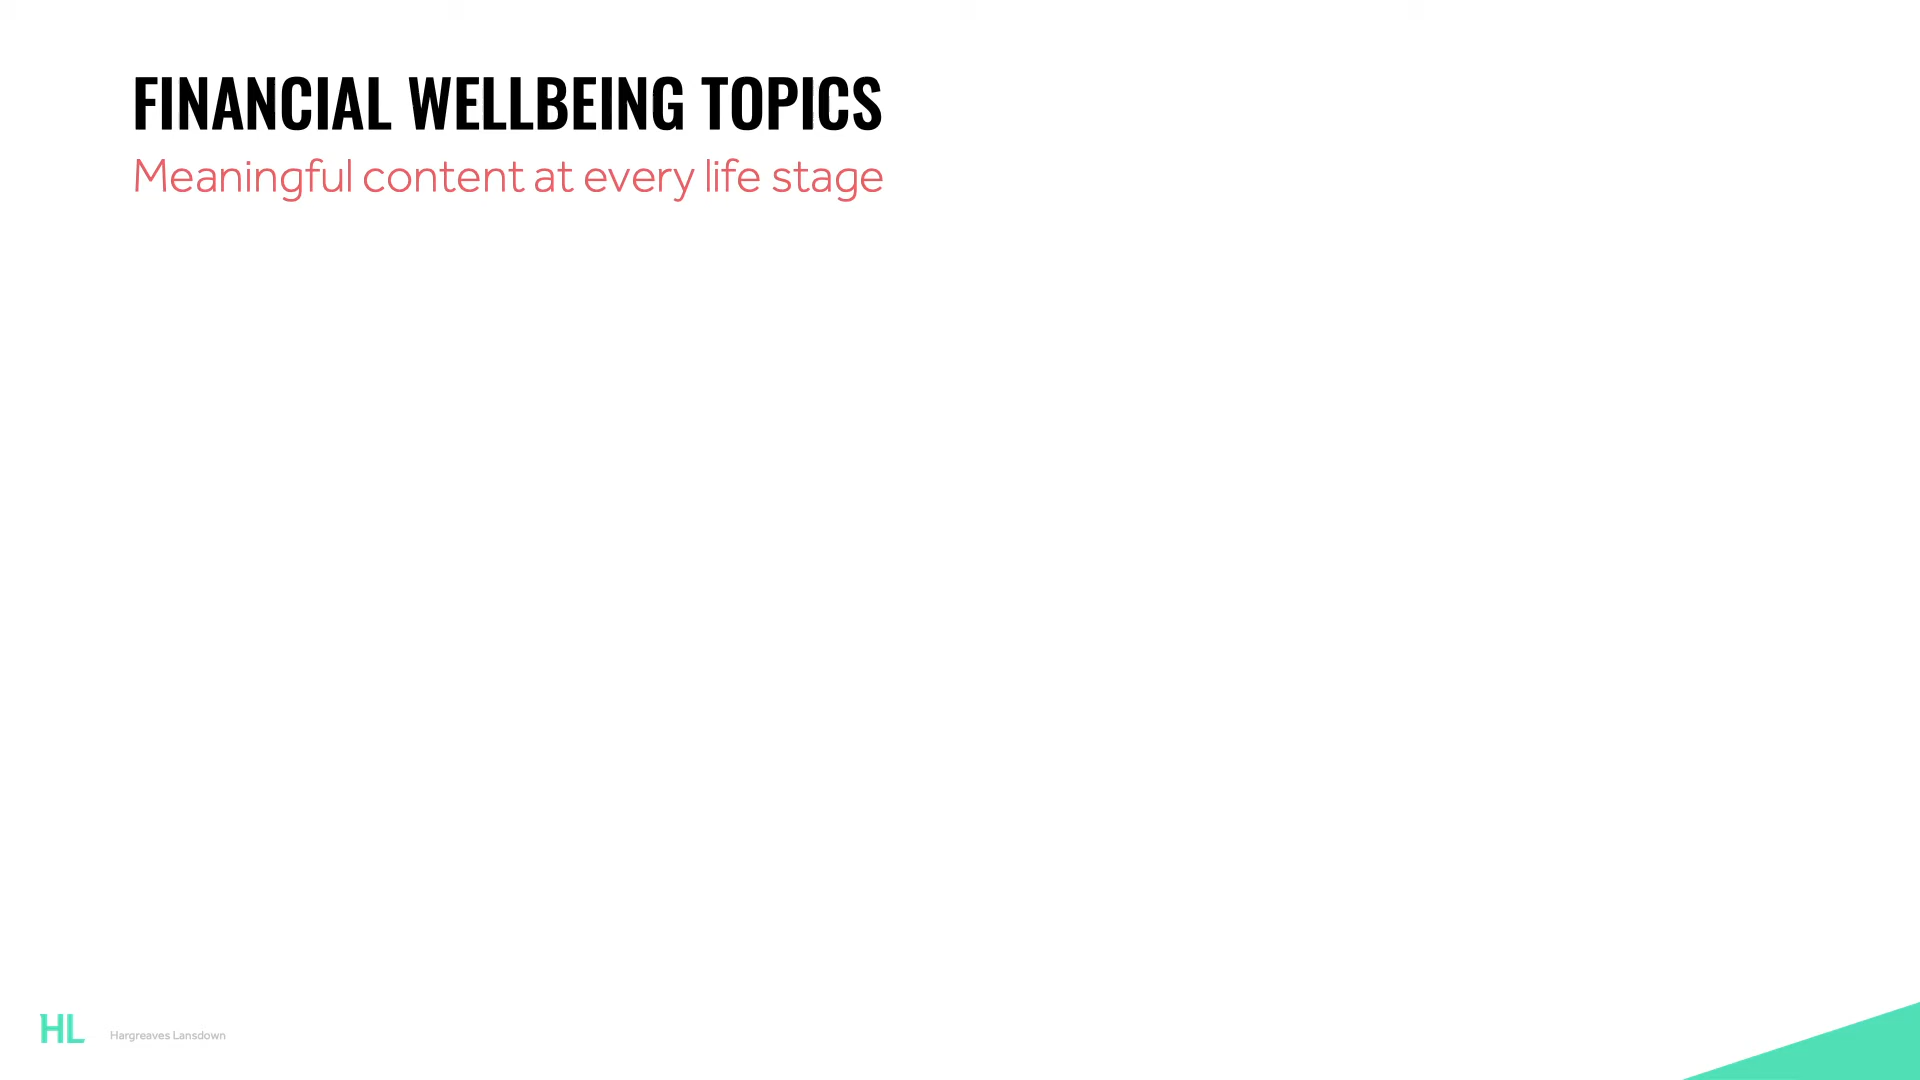 FINANCIAL WELLBEING TOPICS
Meaningful content at every life stage
HL
Hargreaves Lansdown